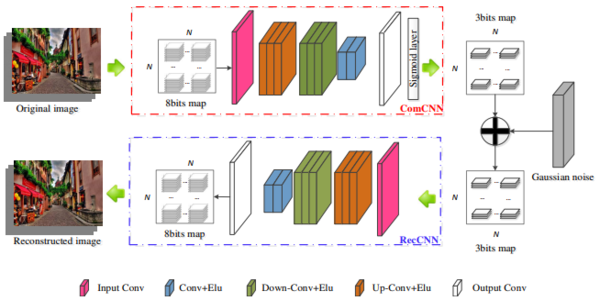 3bits map
N
N
N
N
8bits map
Sigmoid layer
ComCNN
Original image
Gaussian noise
N
N
N
N
8bits map
RecCNN
3bits map
Reconstructed image
Input Conv
Conv+Elu
Down-Conv+Elu
Up-Conv+Elu
Output Conv